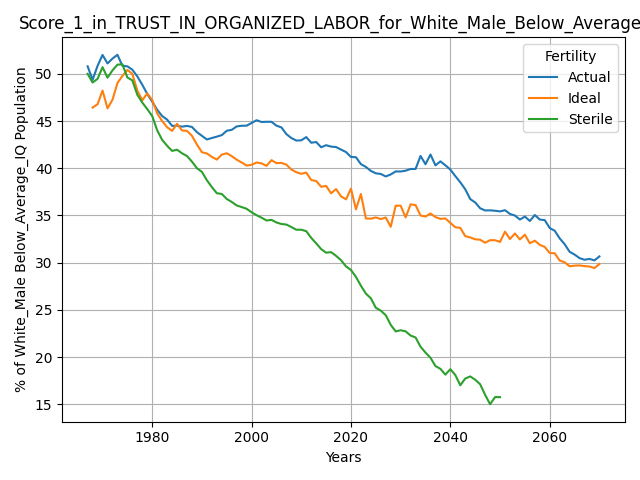 Score_1_in_TRUST_IN_ORGANIZED_LABOR_for_White_Male_Below_Average
% of White_Male Below_Average_IQ Population
50
45
40
35
30
25
20
15
Fertility
Actual
Ideal
Sterile
1980
2000
2020
2040
2060
Years